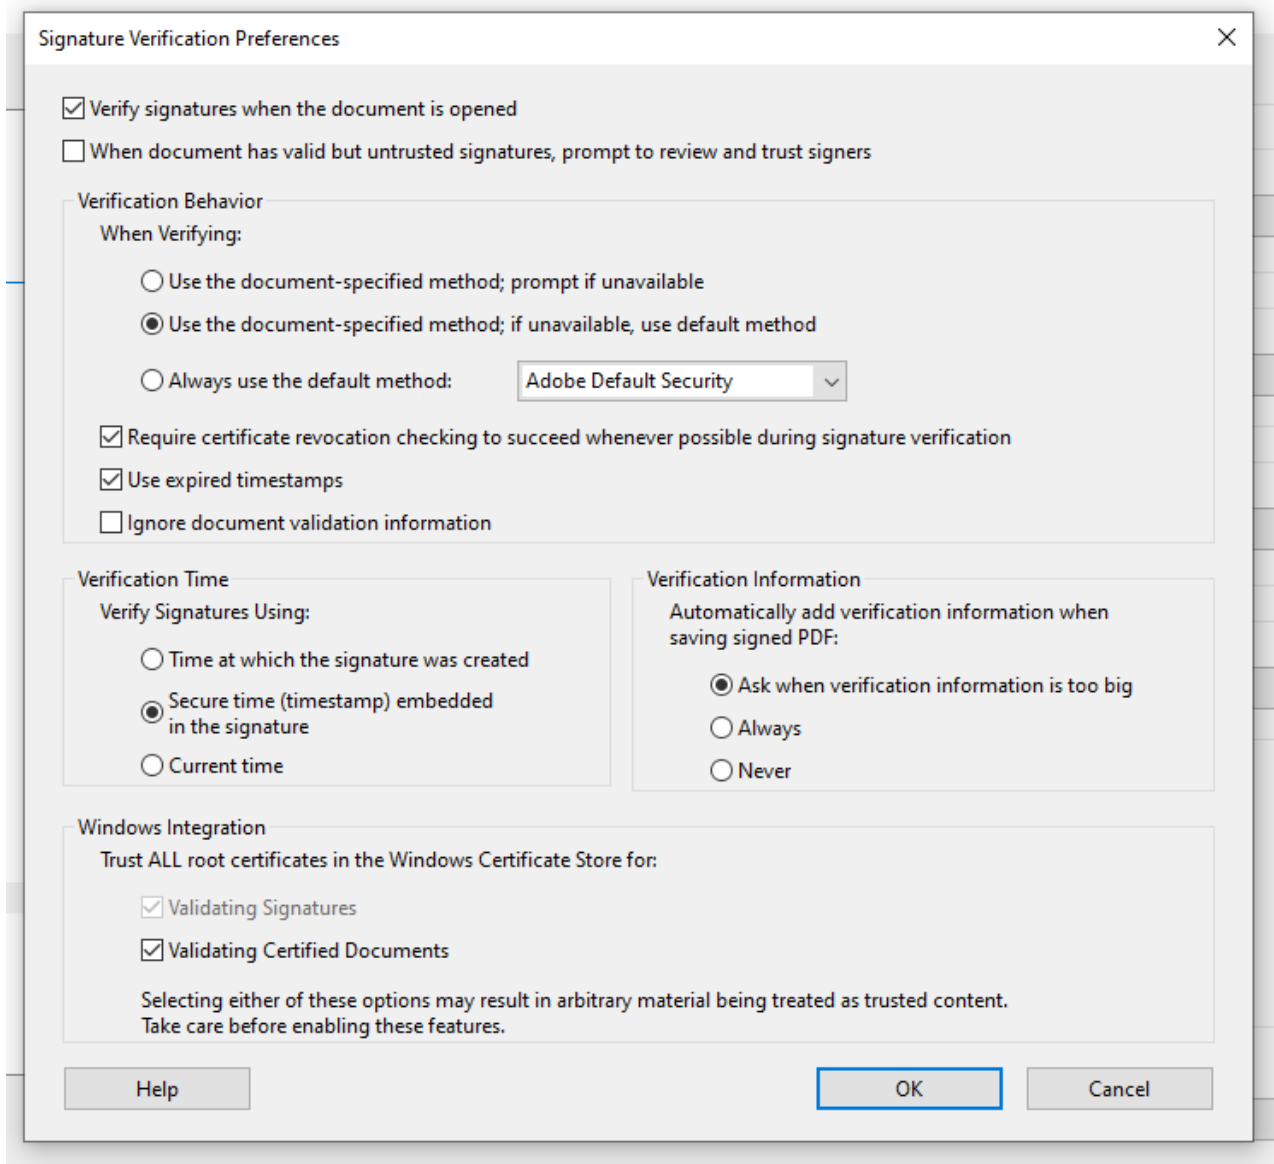 Signature Verification Preferences
Verify signatures when the document is opened
When document has valid but untrusted signatures, prompt to review and trust signers
Verification Behavior
When Verifying:
Use the document-specified method; prompt if unavailable
Use the document-specified method; if unavailable, use default method
Always use the default method:
Adobe Default Security
Require certificate revocation checking to succeed whenever possible during signature verification
Use expired timestamps
Ignore document validation information
Verification Time
Verify Signatures Using:
Time at which the signature was created
Secure time (timestamp) embedded
in the signature
Current time
Verification Information
Automatically add verification information when
saving signed PDF:
Ask when verification information is too big
Always
Never
Windows Integration
Trust ALL root certificates in the Windows Certificate Store for:
Validating Signatures
Validating Certified Documents
Selecting either of these options may result in arbitrary material being treated as trusted content.
Take care before enabling these features.
Help
OK
Cancel